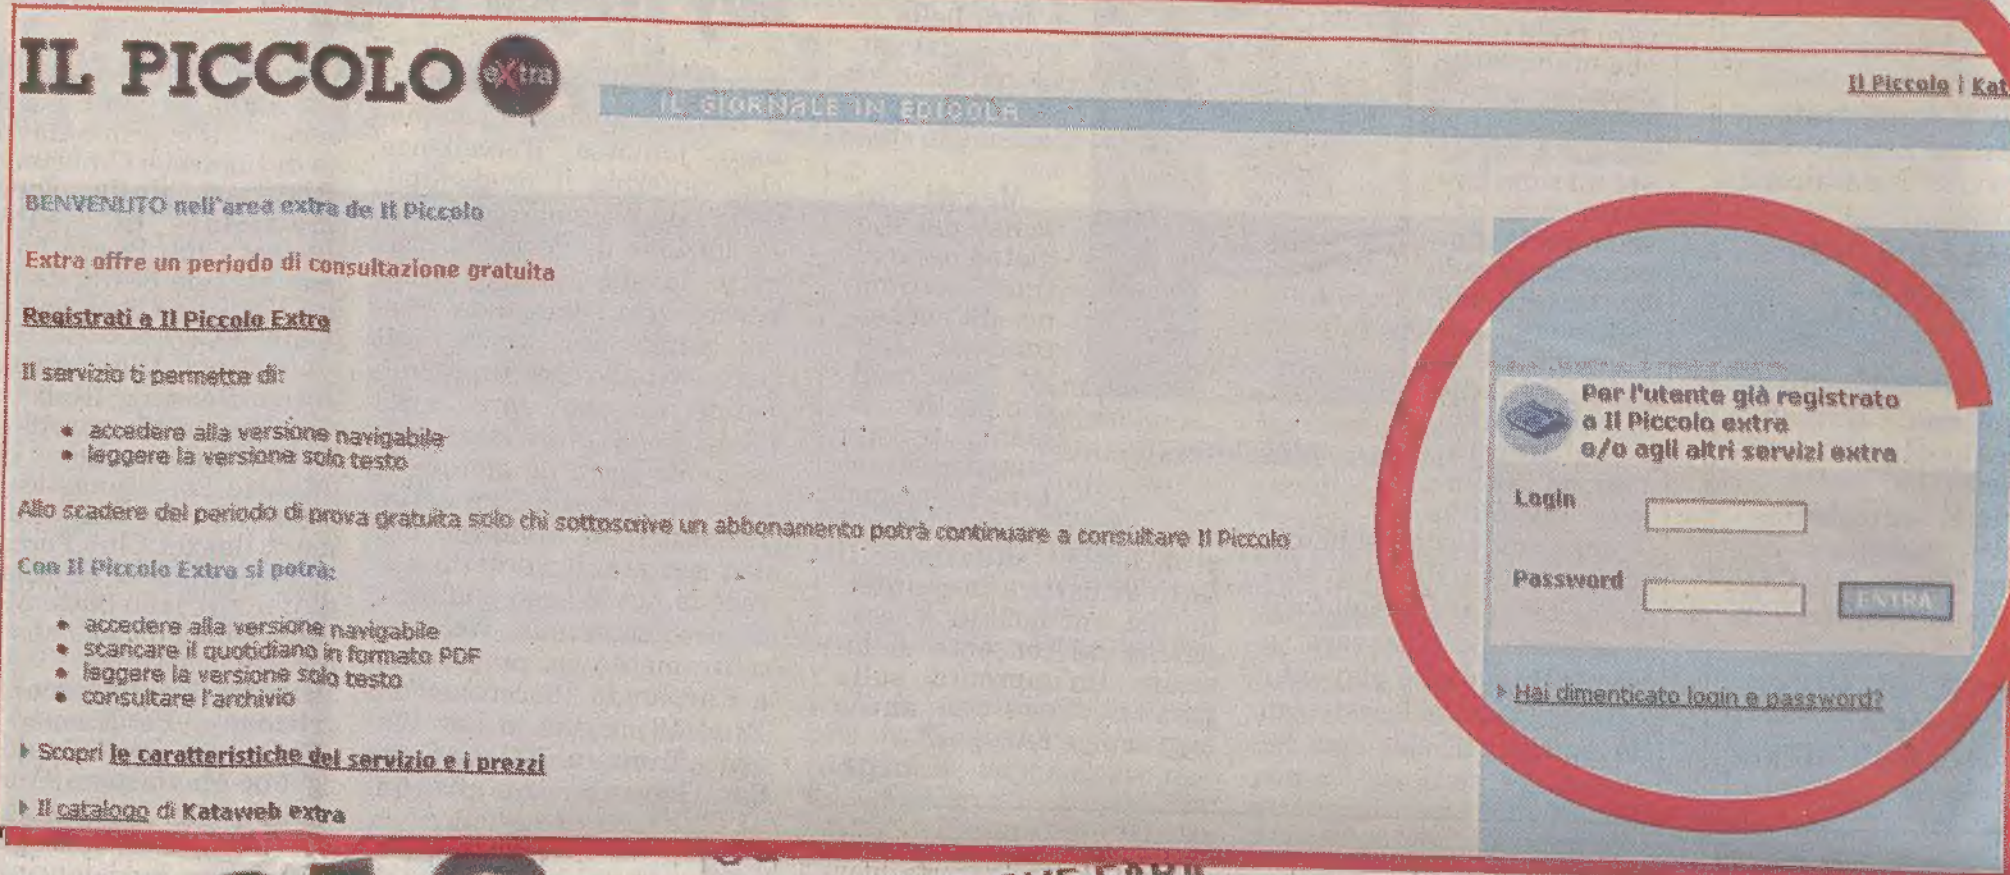 IL PICCOLO eXtra
IL GIORNALE IN EDICOLA
Il Piccolo | Kat
BENVENUTO nell'area extra de Il Piccolo
Extra offre un periodo di consultazione gratuita
Registrati a Il Piccolo Extra
Il servizio ti permette di:
• accedere alla versione navigabile
• leggere la versione solo testo
Allo scadere del periodo di prova gratuita solo chi sottoscrive un abbonamento potrà continuare a consultare Il Piccolo
Con Il Piccolo Extra si potrà:
• accedere alla versione navigabile
• scaricare il quotidiano in formato PDF
• leggere la versione solo testo
• consultare l'archivio
Scopri le caratteristiche del servizio e i prezzi
Il catalogo di Kataweb extra
Per l'utente già registrato
a Il Piccolo extra
e/o agli altri servizi extra
Login
Password
ENTRA
Hai dimenticato login e password?